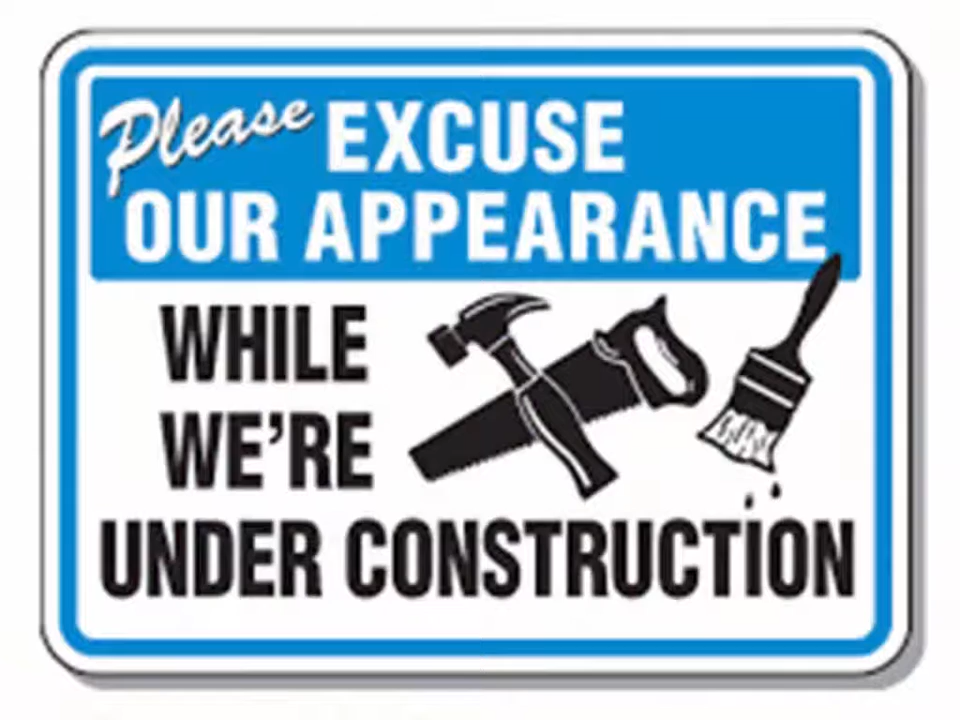 Please EXCUSE
OUR APPEARANCE
WHILE
WE'RE
UNDER CONSTRUCTION